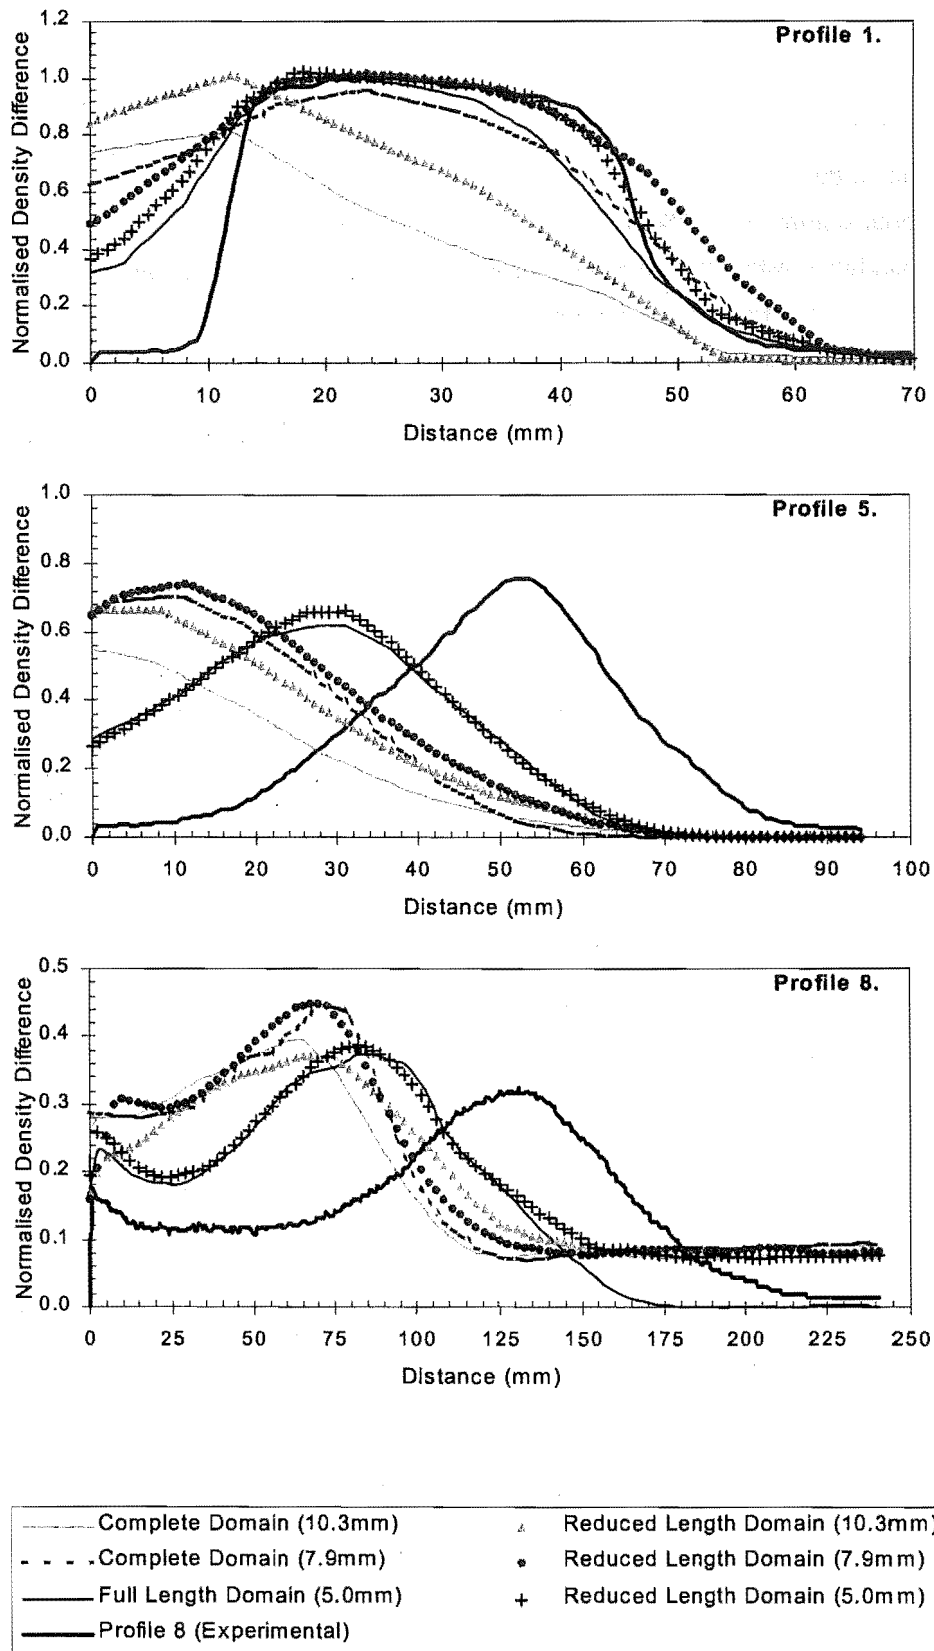 Profile 1.
Normalised Density Difference
1.2
1.0
0.8
0.6
0.4
0.2
0.0
0 10 20 30 40 50 60 70
Distance (mm)
Profile 5.
Normalised Density Difference
1.0
0.8
0.6
0.4
0.2
0.0
0 10 20 30 40 50 60 70 80 90 100
Distance (mm)
Profile 8.
Normalised Density Difference
0.5
0.4
0.3
0.2
0.1
0.0
0 25 50 75 100 125 150 175 200 225 250
Distance (mm)
Complete Domain (10.3mm)
Reduced Length Domain (10.3mm)
Complete Domain (7.9mm)
Reduced Length Domain (7.9mm)
Full Length Domain (5.0mm)
Reduced Length Domain (5.0mm)
Profile 8 (Experimental)